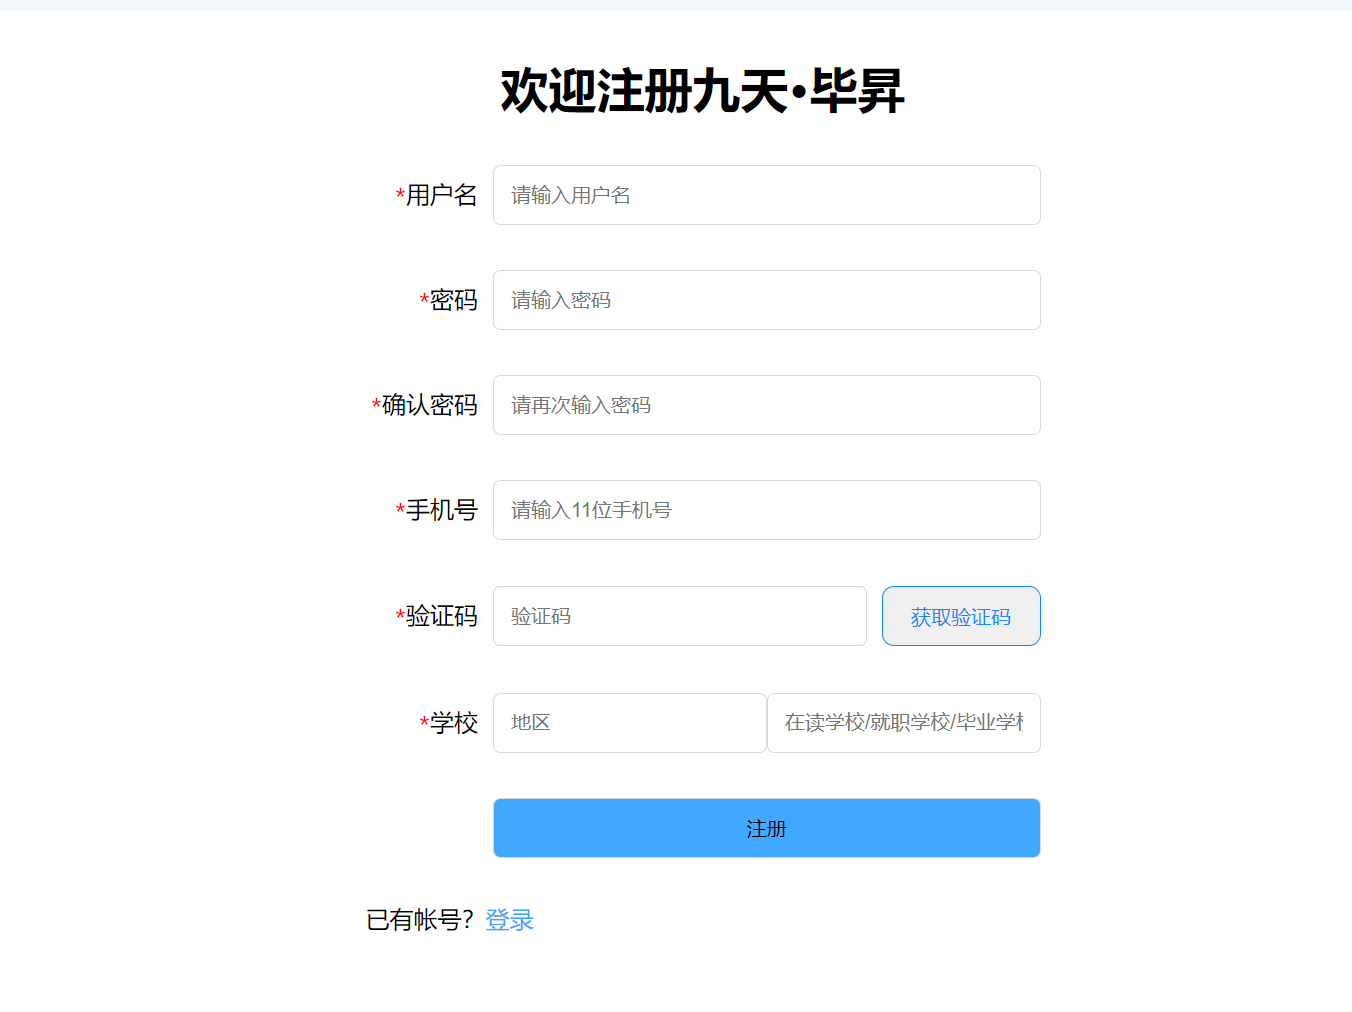 欢迎注册九天·毕昇
*用户名 请输入用户名
*密码 请输入密码
*确认密码 请再次输入密码
*手机号 请输入11位手机号
*验证码 验证码 获取验证码
*学校 地区 在读学校/就职学校/毕业学
注册
已有帐号？登录